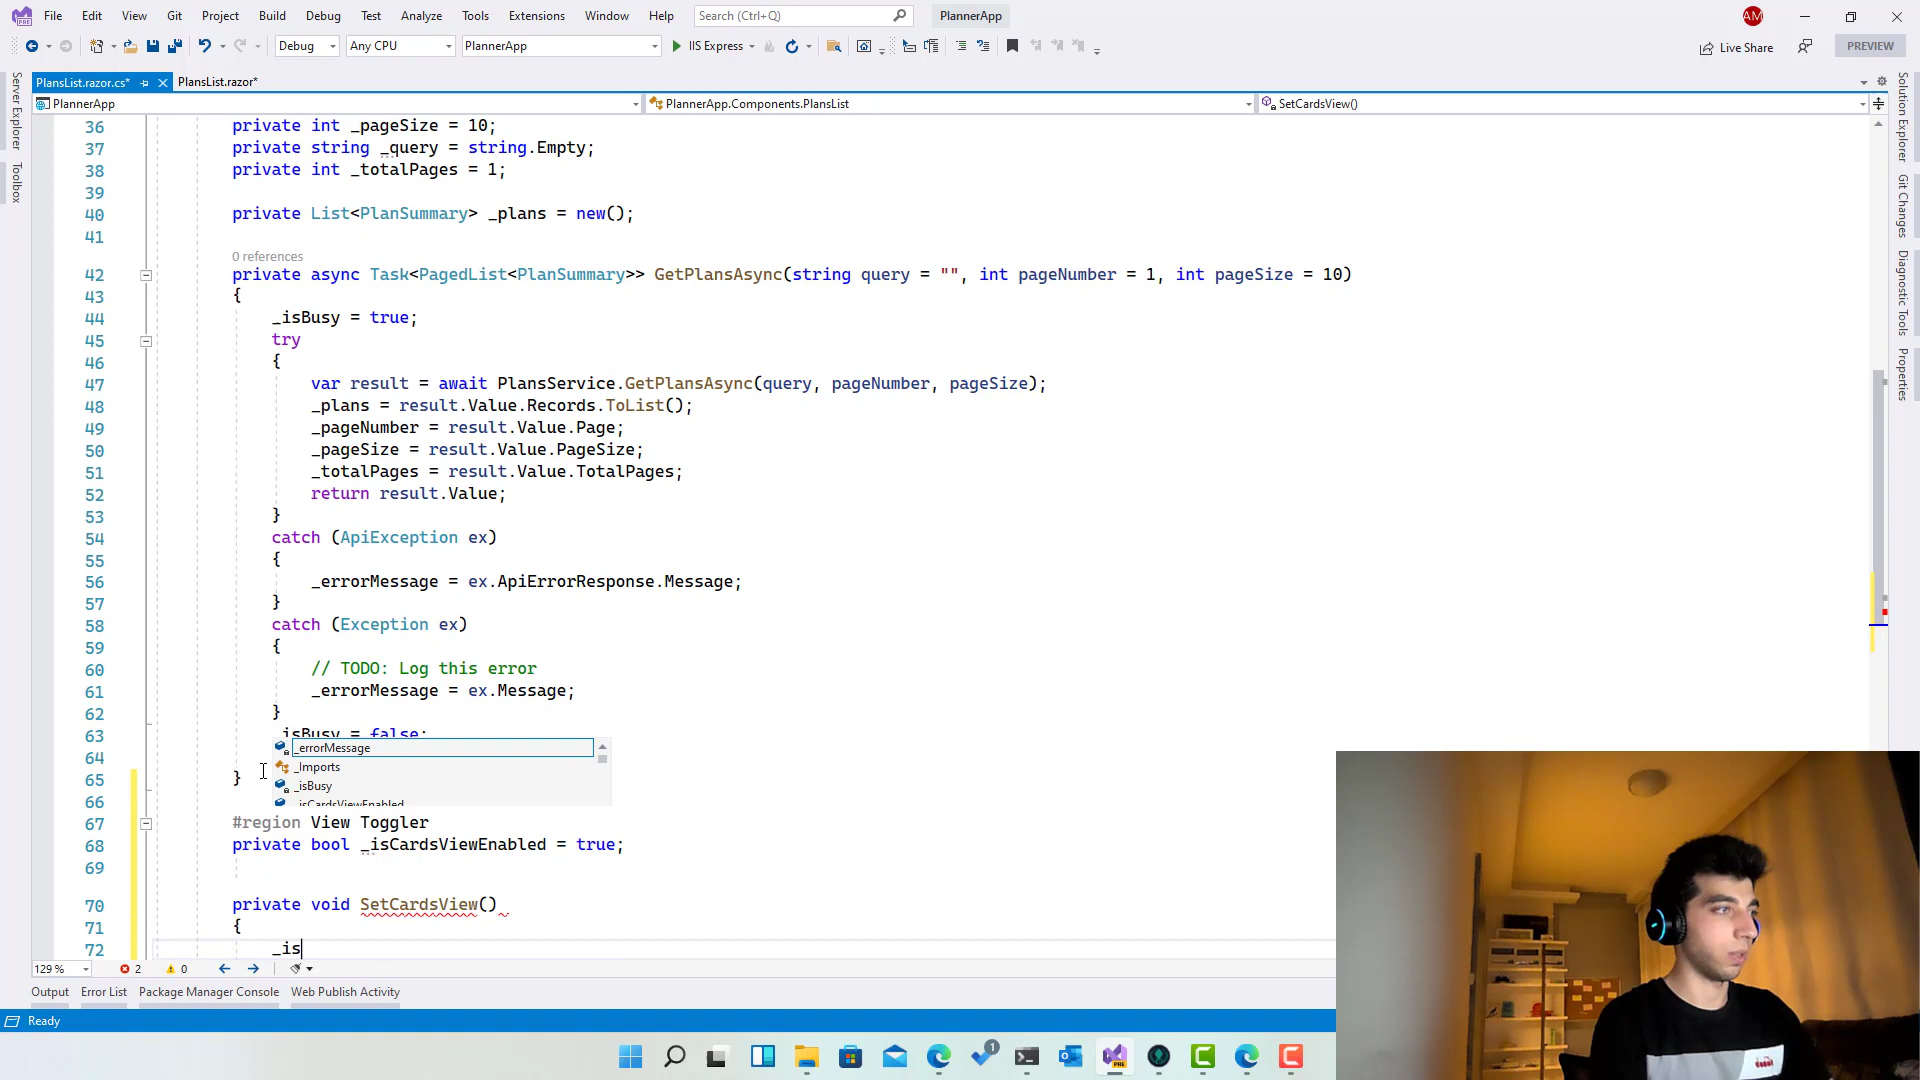 File Edit View Git Project Build Debug Test Analyze Tools Extensions Window Help Search (Ctrl+Q) PlannerApp AM
Debug Any CPU PlannerApp IIS Express Live Share PREVIEW
PlansList.razor.cs* PlansList.razor*
PlannerApp PlannerApp.Components.PlansList SetCardsView()
Server Explorer
Toolbox
Solution Explorer
Git Changes
Diagnostic Tools
Properties
36 private int _pageSize = 10;
37 private string _query = string.Empty;
38 private int _totalPages = 1;
39
40 private List<PlanSummary> _plans = new();
41
0 references
42 private async Task<PagedList<PlanSummary>> GetPlansAsync(string query = "", int pageNumber = 1, int pageSize = 10)
43 {
44 _isBusy = true;
45 try
46 {
47 var result = await PlansService.GetPlansAsync(query, pageNumber, pageSize);
48 _plans = result.Value.Records.ToList();
49 _pageNumber = result.Value.Page;
50 _pageSize = result.Value.PageSize;
51 _totalPages = result.Value.TotalPages;
52 return result.Value;
53 }
54 catch (ApiException ex)
55 {
56 _errorMessage = ex.ApiErrorResponse.Message;
57 }
58 catch (Exception ex)
59 {
60 // TODO: Log this error
61 _errorMessage = ex.Message;
62 }
63 _isBusy = false;
64 _errorMessage
_Imports
65 }
_isBusy
66 _isCardsViewEnabled
67 #region View Toggler
68 private bool _isCardsViewEnabled = true;
69
70 private void SetCardsView()
71 {
72 _is
129 % 2 0
Output Error List Package Manager Console Web Publish Activity
Ready
1
PRE